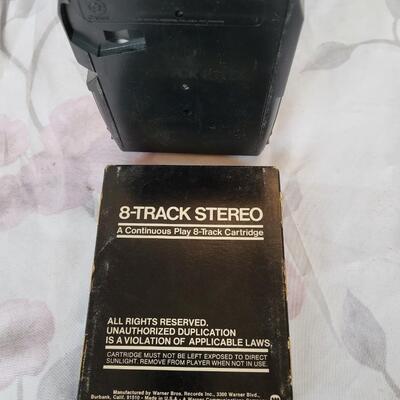 8-TRACK STEREO
A Continuous Play 8-Track Cartridge
ALL RIGHTS RESERVED.
UNAUTHORIZED DUPLICATION
IS A VIOLATION OF APPLICABLE LAWS.
CARTRIDGE MUST NOT BE LEFT EXPOSED TO DIRECT
SUNLIGHT. REMOVE FROM PLAYER WHEN NOT IN USE.
Manufactured by Warner Bros. Records Inc., 3300 Warner Blvd.,
Burbank, Calif. 91510 • Made in U.S.A • A Warner Communications